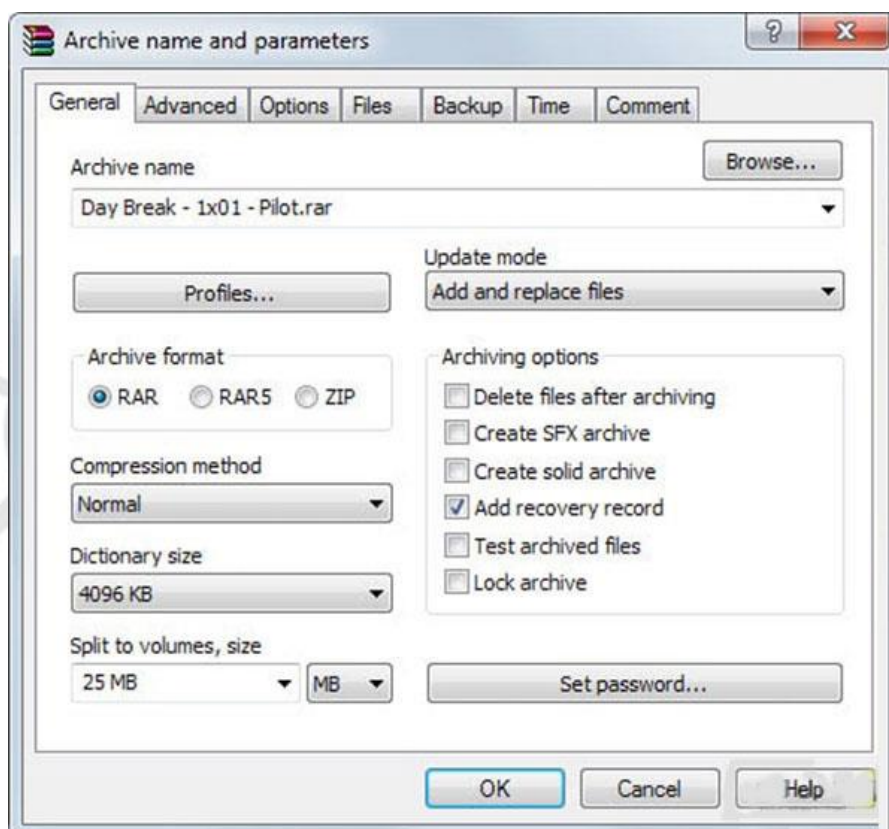 Archive name and parameters
General Advanced Options Files Backup Time Comment
Archive name
Browse...
Day Break - 1x01 - Pilot.rar
Update mode
Profiles...
Add and replace files
Archive format
RAR RAR5 ZIP
Archiving options
Delete files after archiving
Create SFX archive
Create solid archive
Add recovery record
Test archived files
Lock archive
Compression method
Normal
Dictionary size
4096 KB
Split to volumes, size
25 MB MB
Set password...
OK Cancel Help